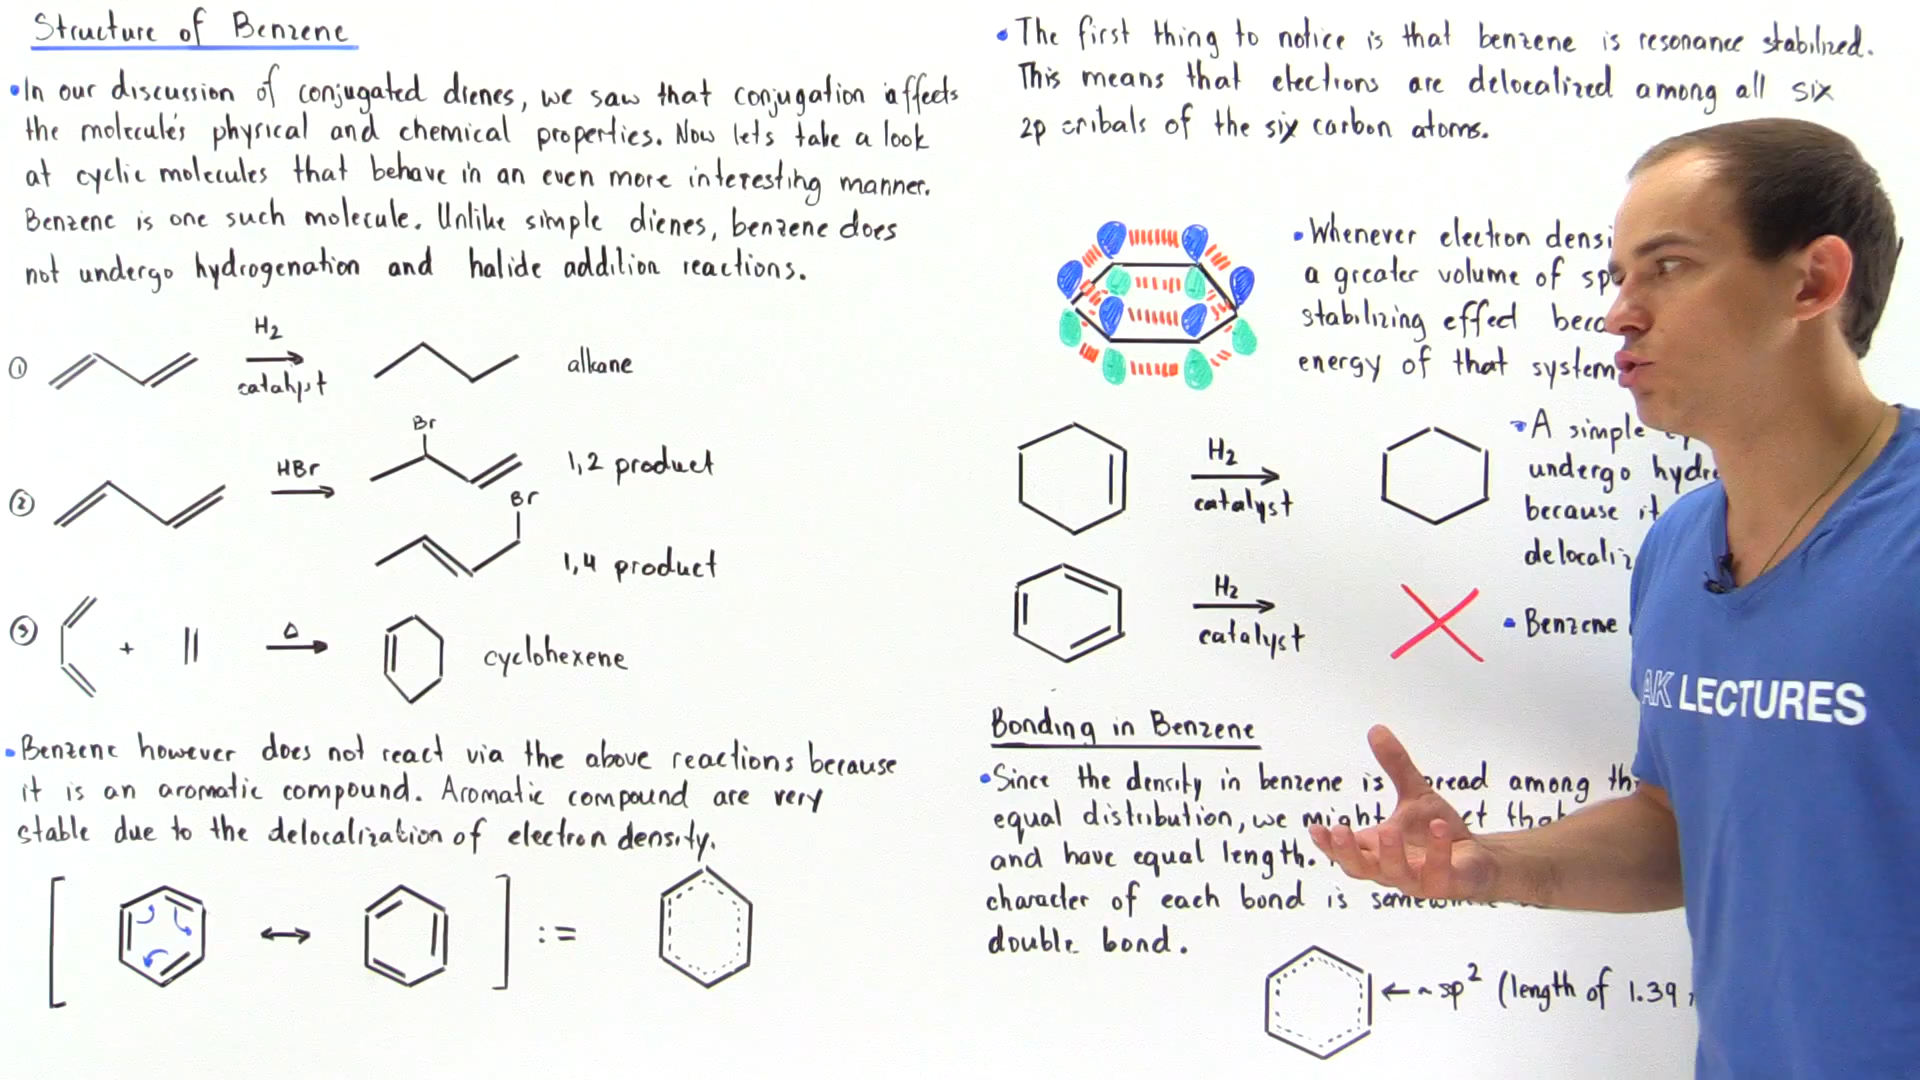 Structure of Benzene
• In our discussion of conjugated dienes, we saw that conjugation affects
the molecule's physical and chemical properties. Now lets take a look
at cyclic molecules that behave in an even more interesting manner.
Benzene is one such molecule. Unlike simple dienes, benzene does
not undergo hydrogenation and halide addition reactions.
① H2 catalyst alkane
② HBr Br 1,2 product
Br 1,4 product
③ + Δ cyclohexene
• Benzene however does not react via the above reactions because
it is an aromatic compound. Aromatic compound are very
stable due to the delocalization of electron density.
[ ↔ ] :=
• The first thing to notice is that benzene is resonance stabilized.
This means that electrons are delocalized among all six
2p oribals of the six carbon atoms.
• Whenever electron densi
a greater volume of sp
stabilizing effect beca
energy of that system
H2
catalyst
• A simple
undergo hydro
because it
delocaliz
H2
catalyst
• Benzene
Bonding in Benzene
• Since the density in benzene is spread among th
equal distribution, we might ct that
and have equal length.
character of each bond is somewh
double bond.
← ~sp2 (length of 1.39
AK LECTURES